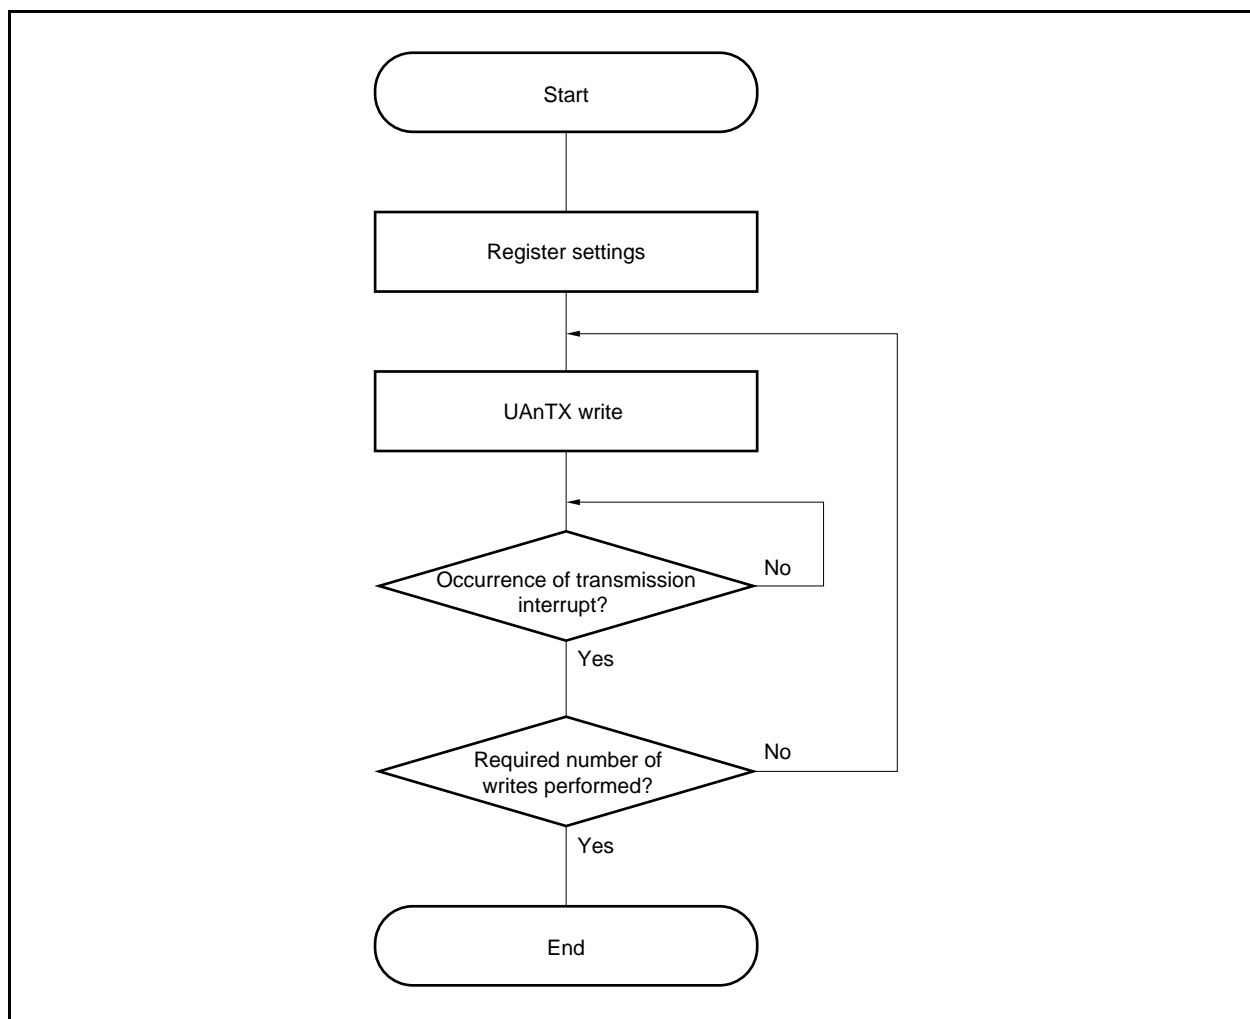 Start
Register settings
UAnTX write
Occurrence of transmission
interrupt?
No
Yes
Required number of
writes performed?
No
Yes
End